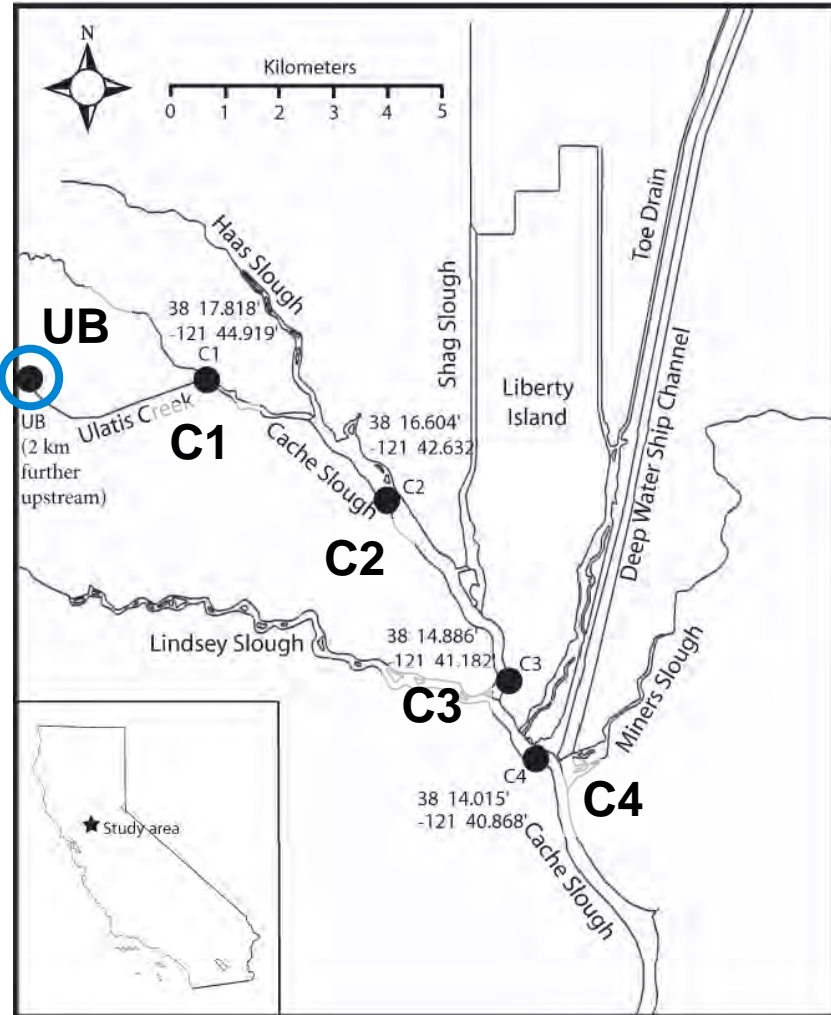 N
Kilometers
0 1 2 3 4 5
Haas Slough
Shag Slough
Toe Drain
Deep Water Ship Channel
Liberty
Island
UB
38 17.818'
-121 44.919'
C1
C1
UB
(2 km
further
upstream)
Ulatis Creek
Cache Slough
38 16.604'
-121 42.632
C2
C2
Lindsey Slough
38 14.886'
-121 41.182'
C3
C3
Miners Slough
C4
C4
38 14.015'
-121 40.868'
Cache Slough
Study area